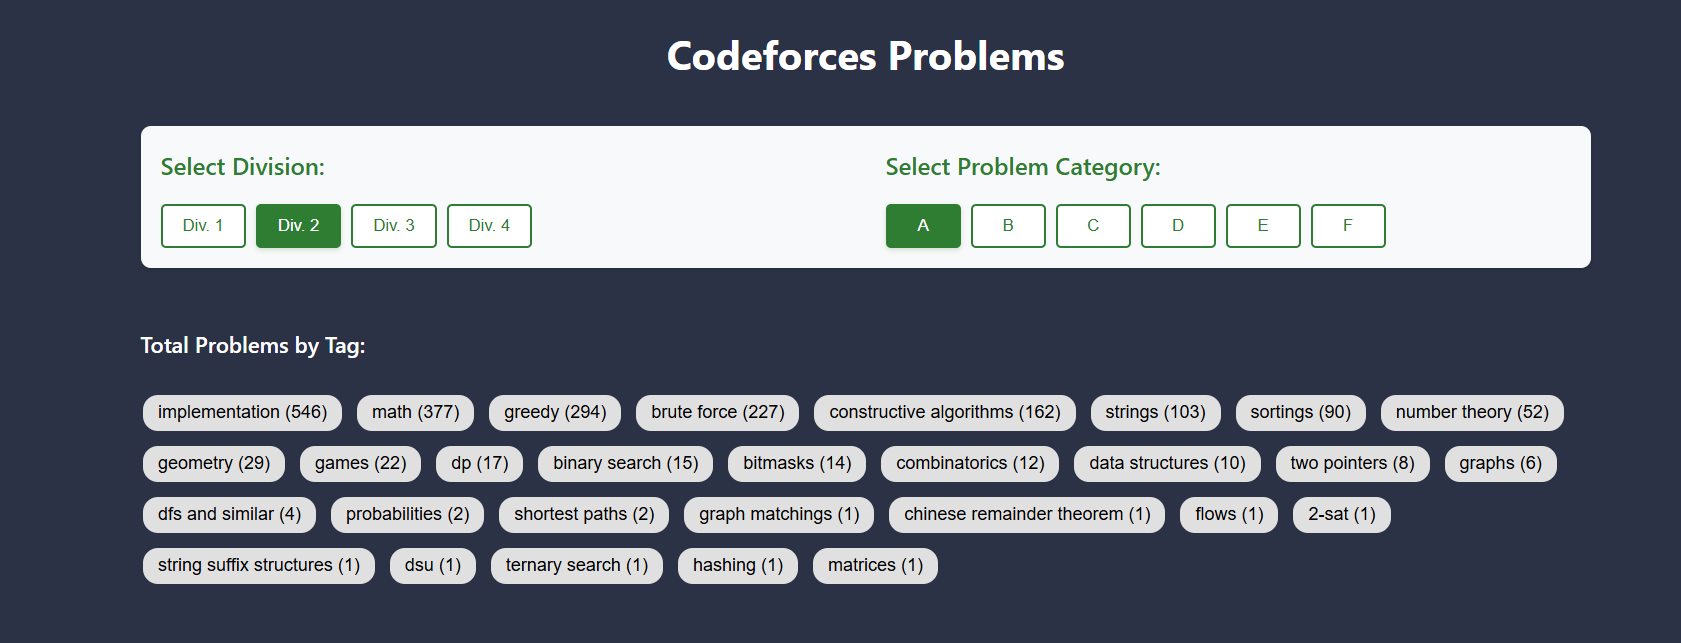 Codeforces Problems
Select Division:
Div. 1 Div. 2 Div. 3 Div. 4
Select Problem Category:
A B C D E F
Total Problems by Tag:
implementation (546) math (377) greedy (294) brute force (227) constructive algorithms (162) strings (103) sortings (90) number theory (52)
geometry (29) games (22) dp (17) binary search (15) bitmasks (14) combinatorics (12) data structures (10) two pointers (8) graphs (6)
dfs and similar (4) probabilities (2) shortest paths (2) graph matchings (1) chinese remainder theorem (1) flows (1) 2-sat (1)
string suffix structures (1) dsu (1) ternary search (1) hashing (1) matrices (1)